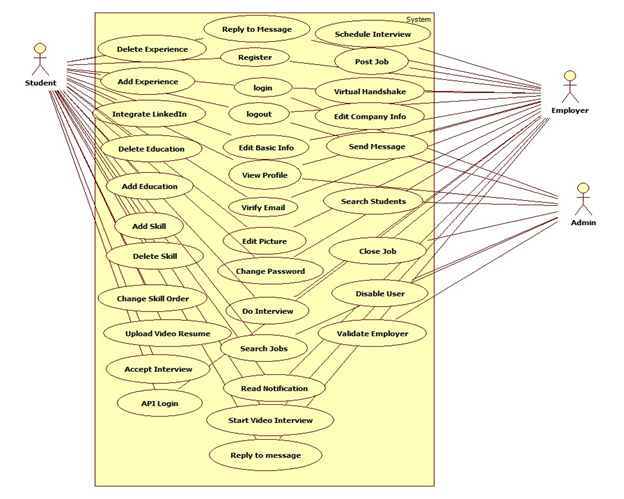 System
Student
Employer
Admin
Delete Experience
Add Experience
Integrate LinkedIn
Delete Education
Add Education
Add Skill
Delete Skill
Change Skill Order
Upload Video Resume
Accept Interview
API Login
Reply to Message
Register
login
logout
Edit Basic Info
View Profile
Virify Email
Edit Picture
Change Password
Do Interview
Search Jobs
Read Notification
Start Video Interview
Reply to message
Schedule Interview
Post Job
Virtual Handshake
Edit Company Info
Send Message
Search Students
Close Job
Disable User
Validate Employer